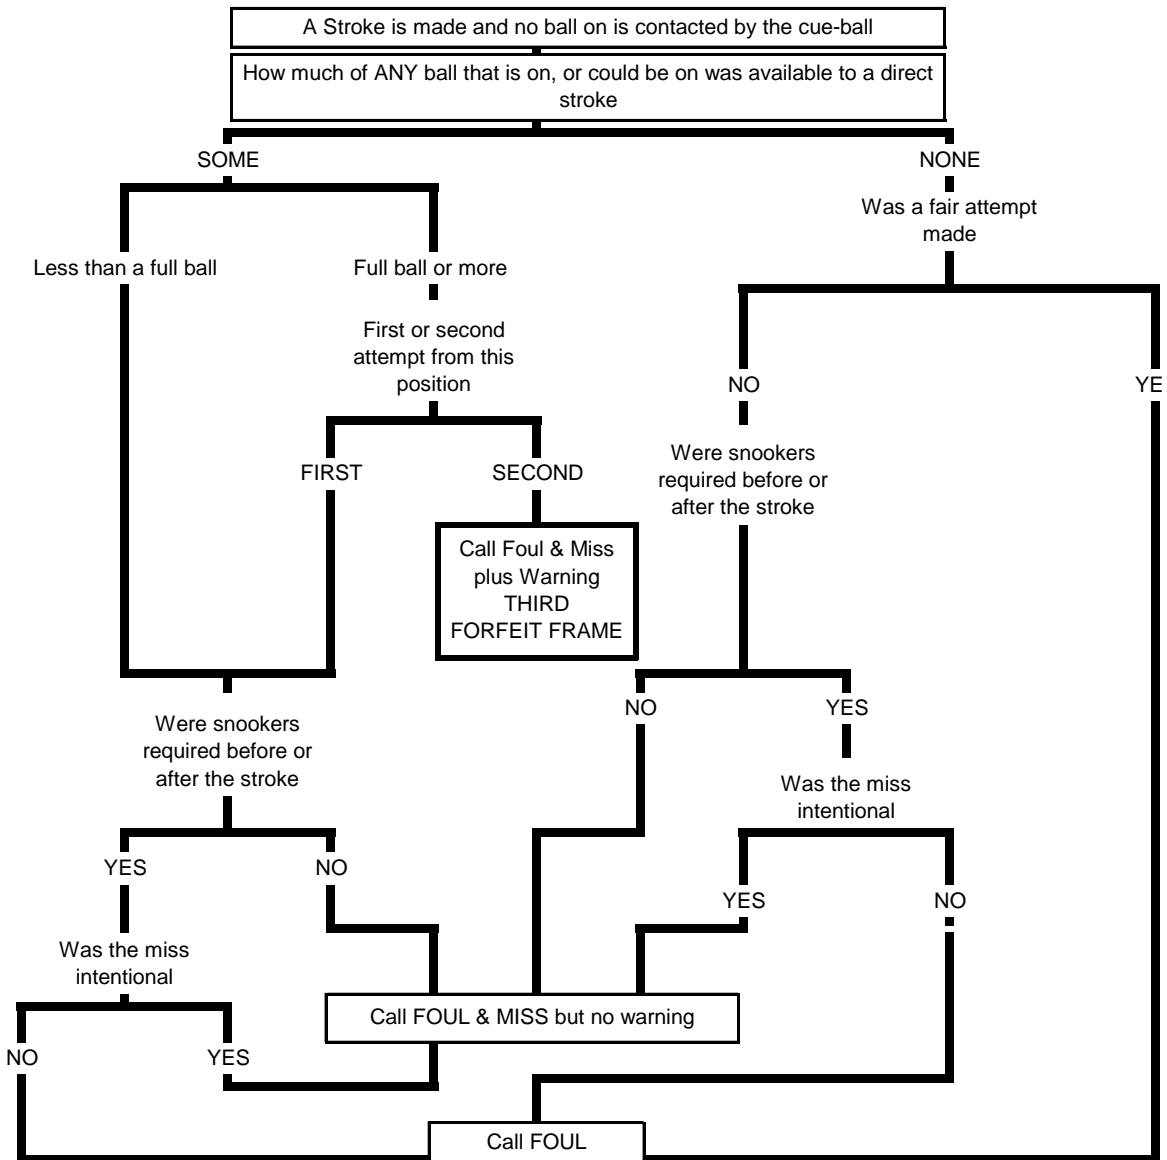 A Stroke is made and no ball on is contacted by the cue-ball
How much of ANY ball that is on, or could be on was available to a direct
stroke
SOME
NONE
Was a fair attempt
made
Less than a full ball
Full ball or more
First or second
attempt from this
position
NO
YE
FIRST
SECOND
Were snookers
required before or
after the stroke
Call Foul & Miss
plus Warning
THIRD
FORFEIT FRAME
NO
YES
Were snookers
required before or
after the stroke
Was the miss
intentional
YES
NO
YES
NO
Was the miss
intentional
Call FOUL & MISS but no warning
NO
YES
Call FOUL